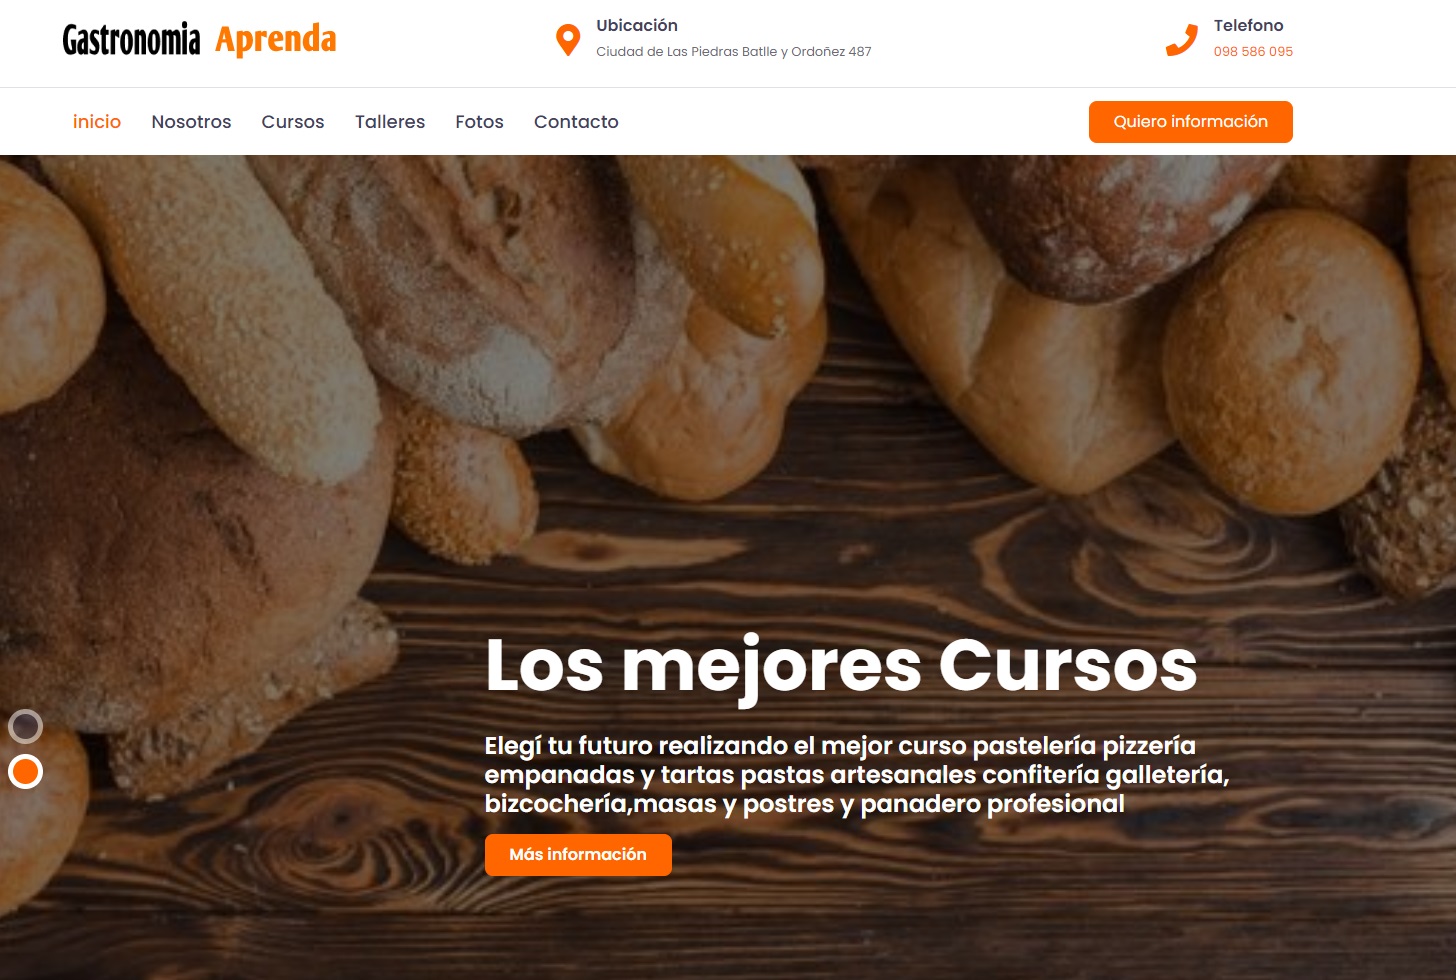 Gastronomia Aprenda
Ubicación
Ciudad de Las Piedras Batlle y Ordoñez 487
Telefono
098 586 095
inicio
Nosotros
Cursos
Talleres
Fotos
Contacto
Quiero información
Los mejores Cursos
Elegí tu futuro realizando el mejor curso pastelería pizzería
empanadas y tartas pastas artesanales confitería galletería,
bizcochería,masas y postres y panadero profesional
Más información